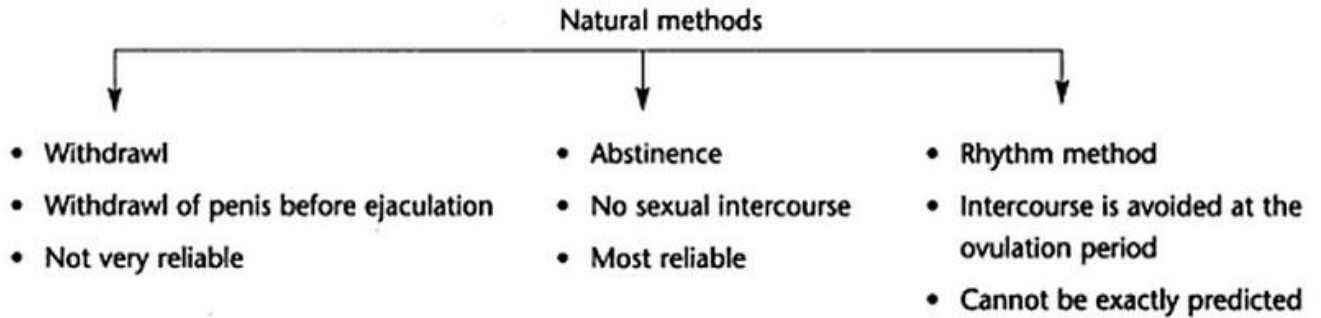 Natural methods
• Withdrawl
• Withdrawl of penis before ejaculation
• Not very reliable
• Abstinence
• No sexual intercourse
• Most reliable
• Rhythm method
• Intercourse is avoided at the
ovulation period
• Cannot be exactly predicted